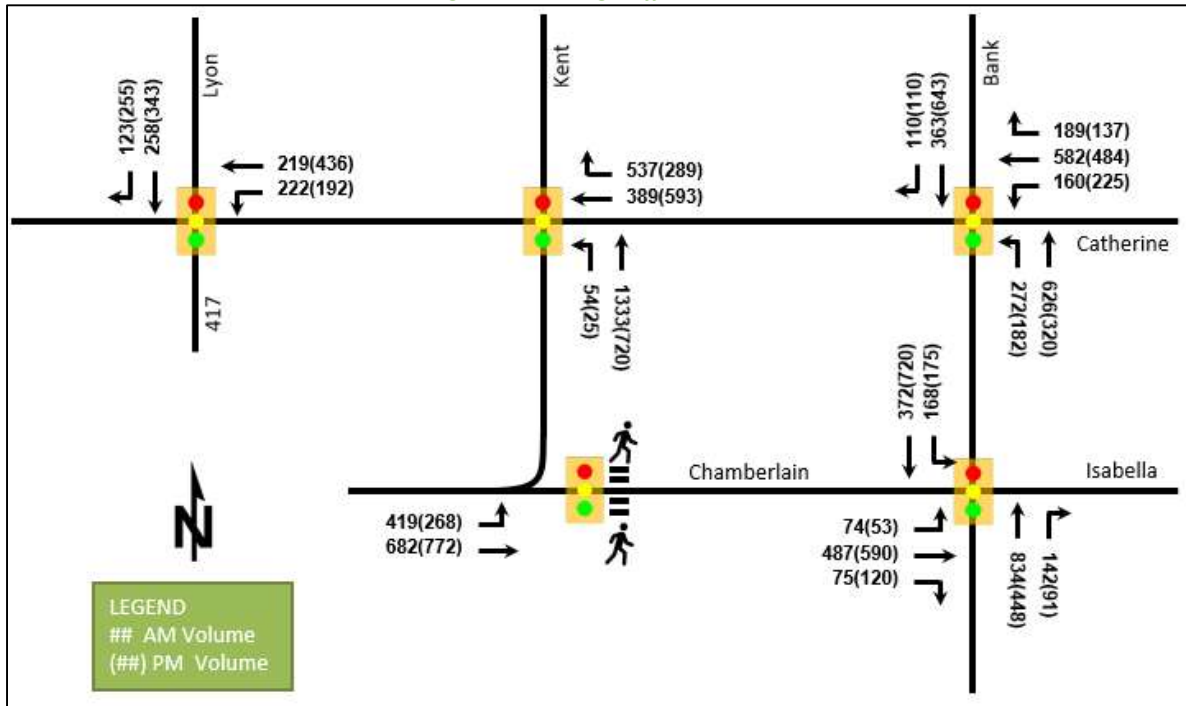 Lyon
Kent
Bank
123(255)
258(343)
219(436)
222(192)
537(289)
389(593)
110(110)
363(643)
189(137)
582(484)
160(225)
Catherine
417
54(25)
1333(720)
272(182)
626(320)
372(720)
168(175)
Chamberlain
Isabella
419(268)
682(772)
74(53)
487(590)
75(120)
834(448)
142(91)
N
LEGEND
## AM Volume
(##) PM Volume